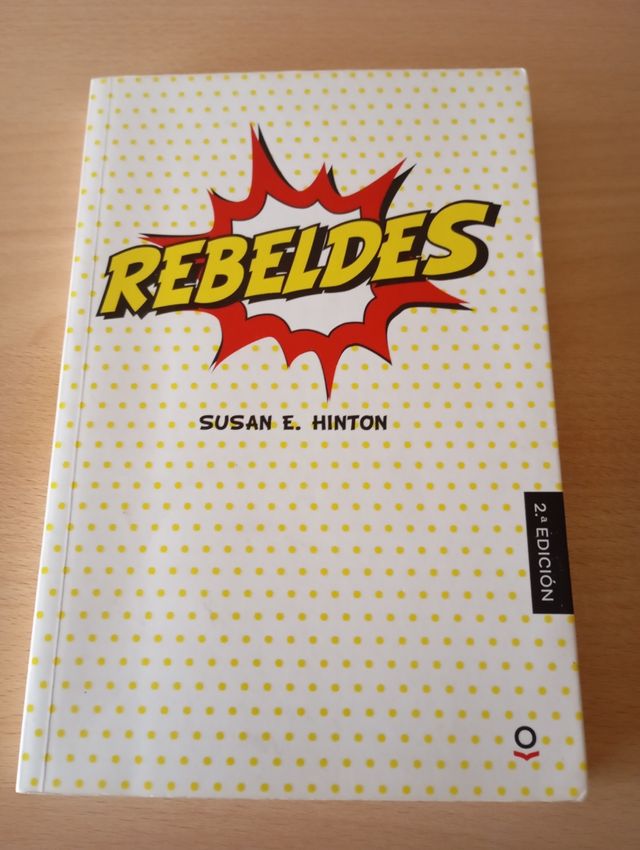 REBELDES
SUSAN E. HINTON
2.ª EDICIÓN